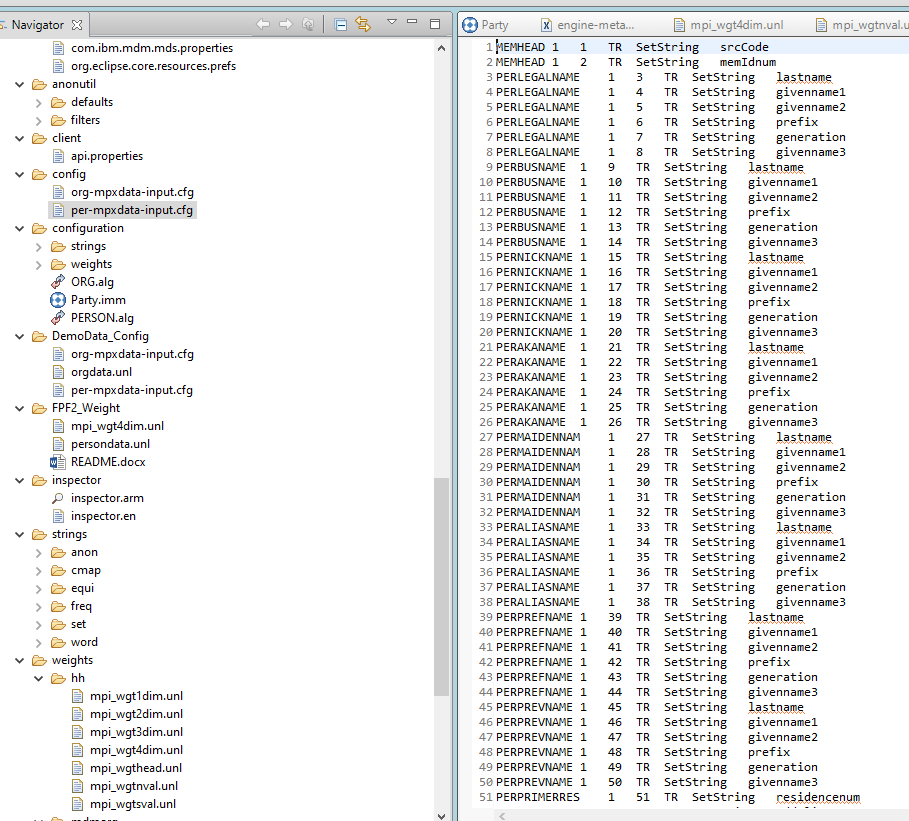 Navigator
com.ibm.mdm.mds.properties
org.eclipse.core.resources.prefs
anonutil
defaults
filters
client
api.properties
config
org-mpxdata-input.cfg
per-mpxdata-input.cfg
configuration
strings
weights
ORG.alg
Party.imm
PERSON.alg
DemoData_Config
org-mpxdata-input.cfg
orgdata.unl
per-mpxdata-input.cfg
FPF2_Weight
mpi_wgt4dim.unl
persondata.unl
README.docx
inspector
inspector.arm
inspector.en
strings
anon
cmap
equi
freq
set
word
weights
hh
mpi_wgt1dim.unl
mpi_wgt2dim.unl
mpi_wgt3dim.unl
mpi_wgt4dim.unl
mpi_wgthead.unl
mpi_wgtnval.unl
mpi_wgtsval.unl
Party engine-meta... mpi_wgt4dim.unl mpi_wgtnval.u
1 MEMHEAD 1 1 TR SetString srcCode
2 MEMHEAD 1 2 TR SetString memIdnum
3 PERLEGALNAME 1 3 TR SetString lastname
4 PERLEGALNAME 1 4 TR SetString givenname1
5 PERLEGALNAME 1 5 TR SetString givenname2
6 PERLEGALNAME 1 6 TR SetString prefix
7 PERLEGALNAME 1 7 TR SetString generation
8 PERLEGALNAME 1 8 TR SetString givenname3
9 PERBUSNAME 1 9 TR SetString lastname
10 PERBUSNAME 1 10 TR SetString givenname1
11 PERBUSNAME 1 11 TR SetString givenname2
12 PERBUSNAME 1 12 TR SetString prefix
13 PERBUSNAME 1 13 TR SetString generation
14 PERBUSNAME 1 14 TR SetString givenname3
15 PERNICKNAME 1 15 TR SetString lastname
16 PERNICKNAME 1 16 TR SetString givenname1
17 PERNICKNAME 1 17 TR SetString givenname2
18 PERNICKNAME 1 18 TR SetString prefix
19 PERNICKNAME 1 19 TR SetString generation
20 PERNICKNAME 1 20 TR SetString givenname3
21 PERAKANAME 1 21 TR SetString lastname
22 PERAKANAME 1 22 TR SetString givenname1
23 PERAKANAME 1 23 TR SetString givenname2
24 PERAKANAME 1 24 TR SetString prefix
25 PERAKANAME 1 25 TR SetString generation
26 PERAKANAME 1 26 TR SetString givenname3
27 PERMAIDENNAM 1 27 TR SetString lastname
28 PERMAIDENNAM 1 28 TR SetString givenname1
29 PERMAIDENNAM 1 29 TR SetString givenname2
30 PERMAIDENNAM 1 30 TR SetString prefix
31 PERMAIDENNAM 1 31 TR SetString generation
32 PERMAIDENNAM 1 32 TR SetString givenname3
33 PERALIASNAME 1 33 TR SetString lastname
34 PERALIASNAME 1 34 TR SetString givenname1
35 PERALIASNAME 1 35 TR SetString givenname2
36 PERALIASNAME 1 36 TR SetString prefix
37 PERALIASNAME 1 37 TR SetString generation
38 PERALIASNAME 1 38 TR SetString givenname3
39 PERPREFNAME 1 39 TR SetString lastname
40 PERPREFNAME 1 40 TR SetString givenname1
41 PERPREFNAME 1 41 TR SetString givenname2
42 PERPREFNAME 1 42 TR SetString prefix
43 PERPREFNAME 1 43 TR SetString generation
44 PERPREFNAME 1 44 TR SetString givenname3
45 PERPREVNAME 1 45 TR SetString lastname
46 PERPREVNAME 1 46 TR SetString givenname1
47 PERPREVNAME 1 47 TR SetString givenname2
48 PERPREVNAME 1 48 TR SetString prefix
49 PERPREVNAME 1 49 TR SetString generation
50 PERPREVNAME 1 50 TR SetString givenname3
51 PERPRIMERRES 1 51 TR SetString residencenum